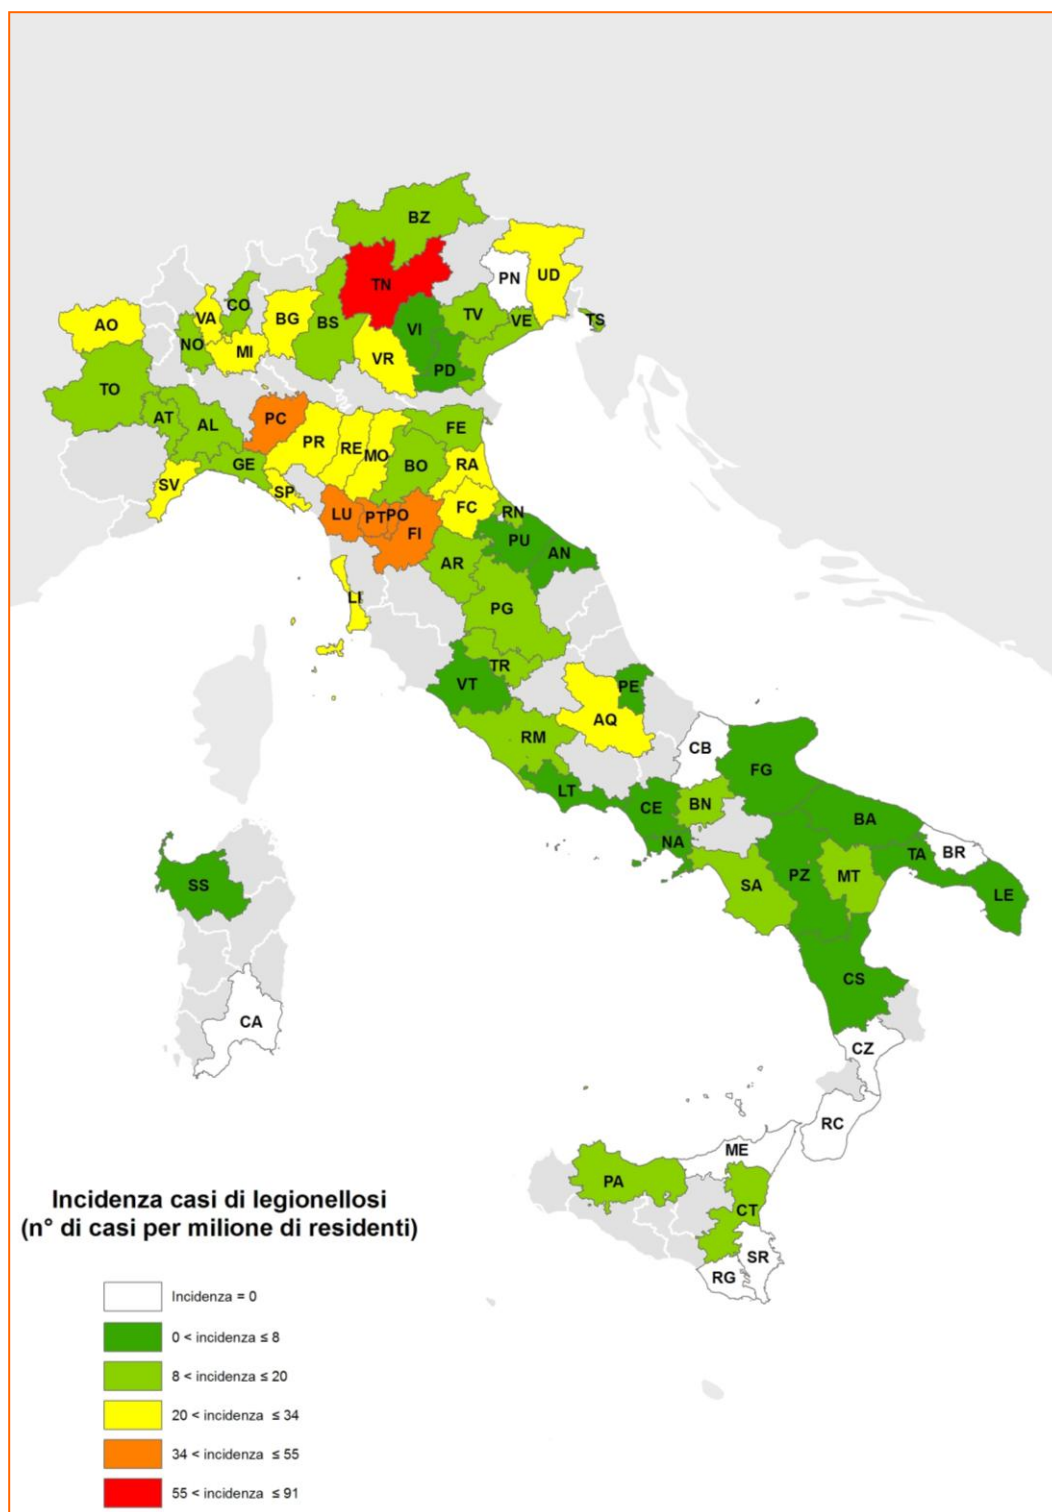 BZ
PN
UD
TN
CO
VA
BG
AO
BS
TV
VE
TS
VI
NO
MI
VR
PD
TO
AT
AL
PC
FE
PR
RE
MO
BO
RA
GE
SV
SP
FC
RN
LU
PT
PO
FI
PU
AN
AR
LI
PG
TR
VT
PE
AQ
RM
CB
FG
LT
CE
BN
BA
NA
TA
BR
PZ
MT
SA
SS
LE
CS
CA
CZ
RC
ME
PA
CT
SR
RG
Incidenza casi di legionellosi
(n° di casi per milione di residenti)
Incidenza = 0
0 < incidenza ≤ 8
8 < incidenza ≤ 20
20 < incidenza ≤ 34
34 < incidenza ≤ 55
55 < incidenza ≤ 91